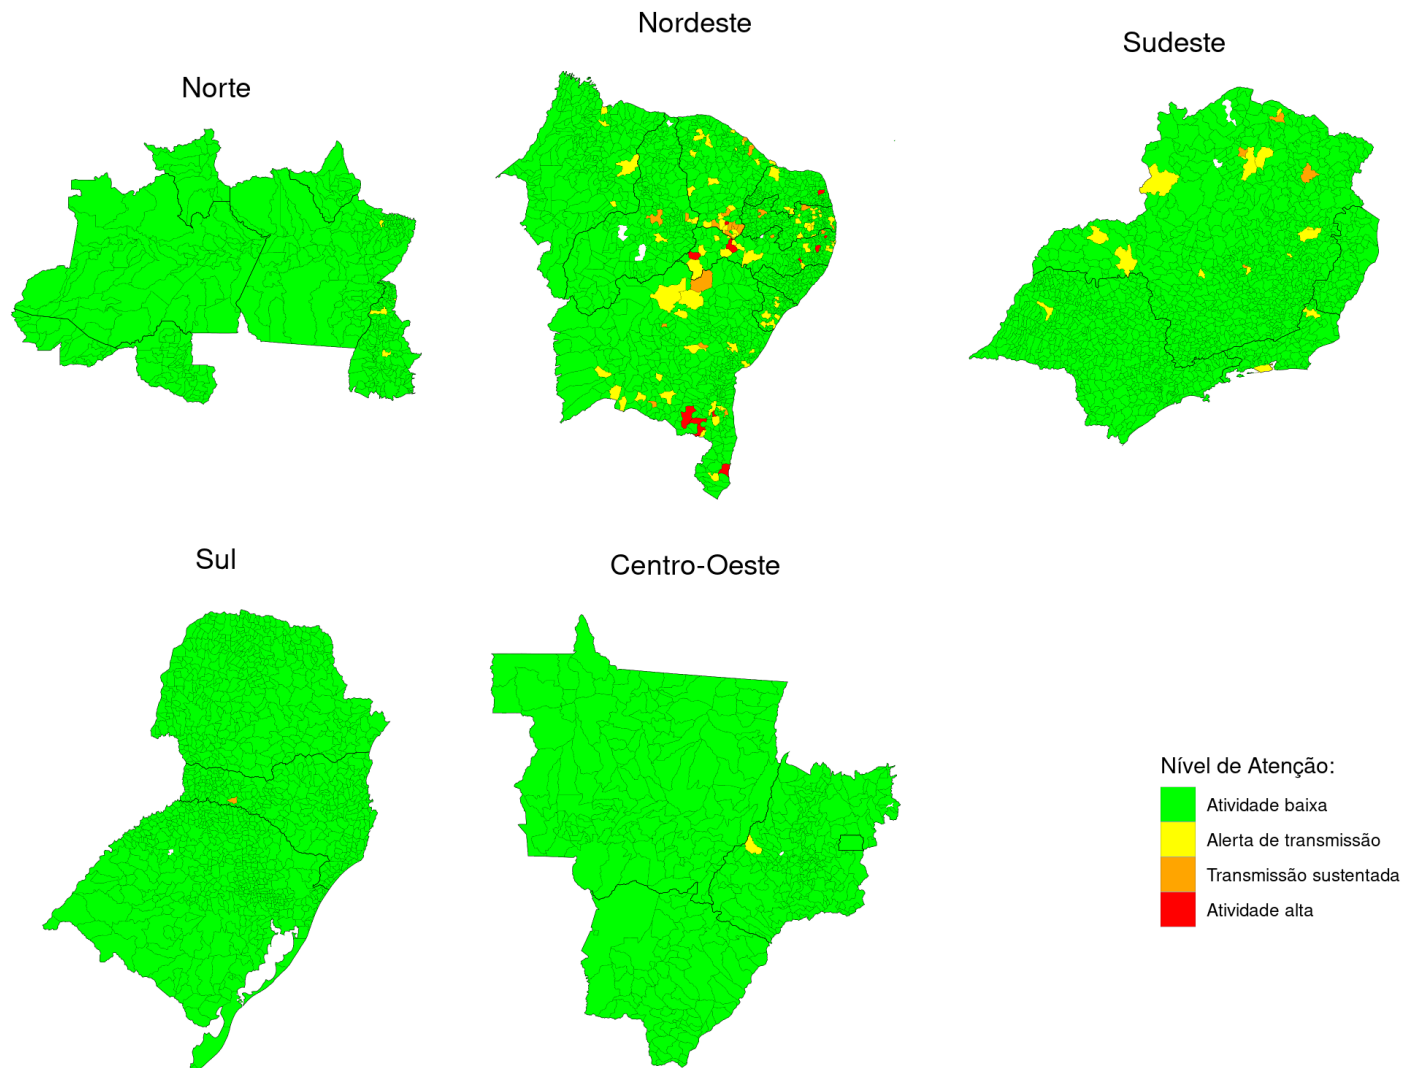 Nordeste
Sudeste
Norte
Sul
Centro-Oeste
Nível de Atenção:
Atividade baixa
Alerta de transmissão
Transmissão sustentada
Atividade alta